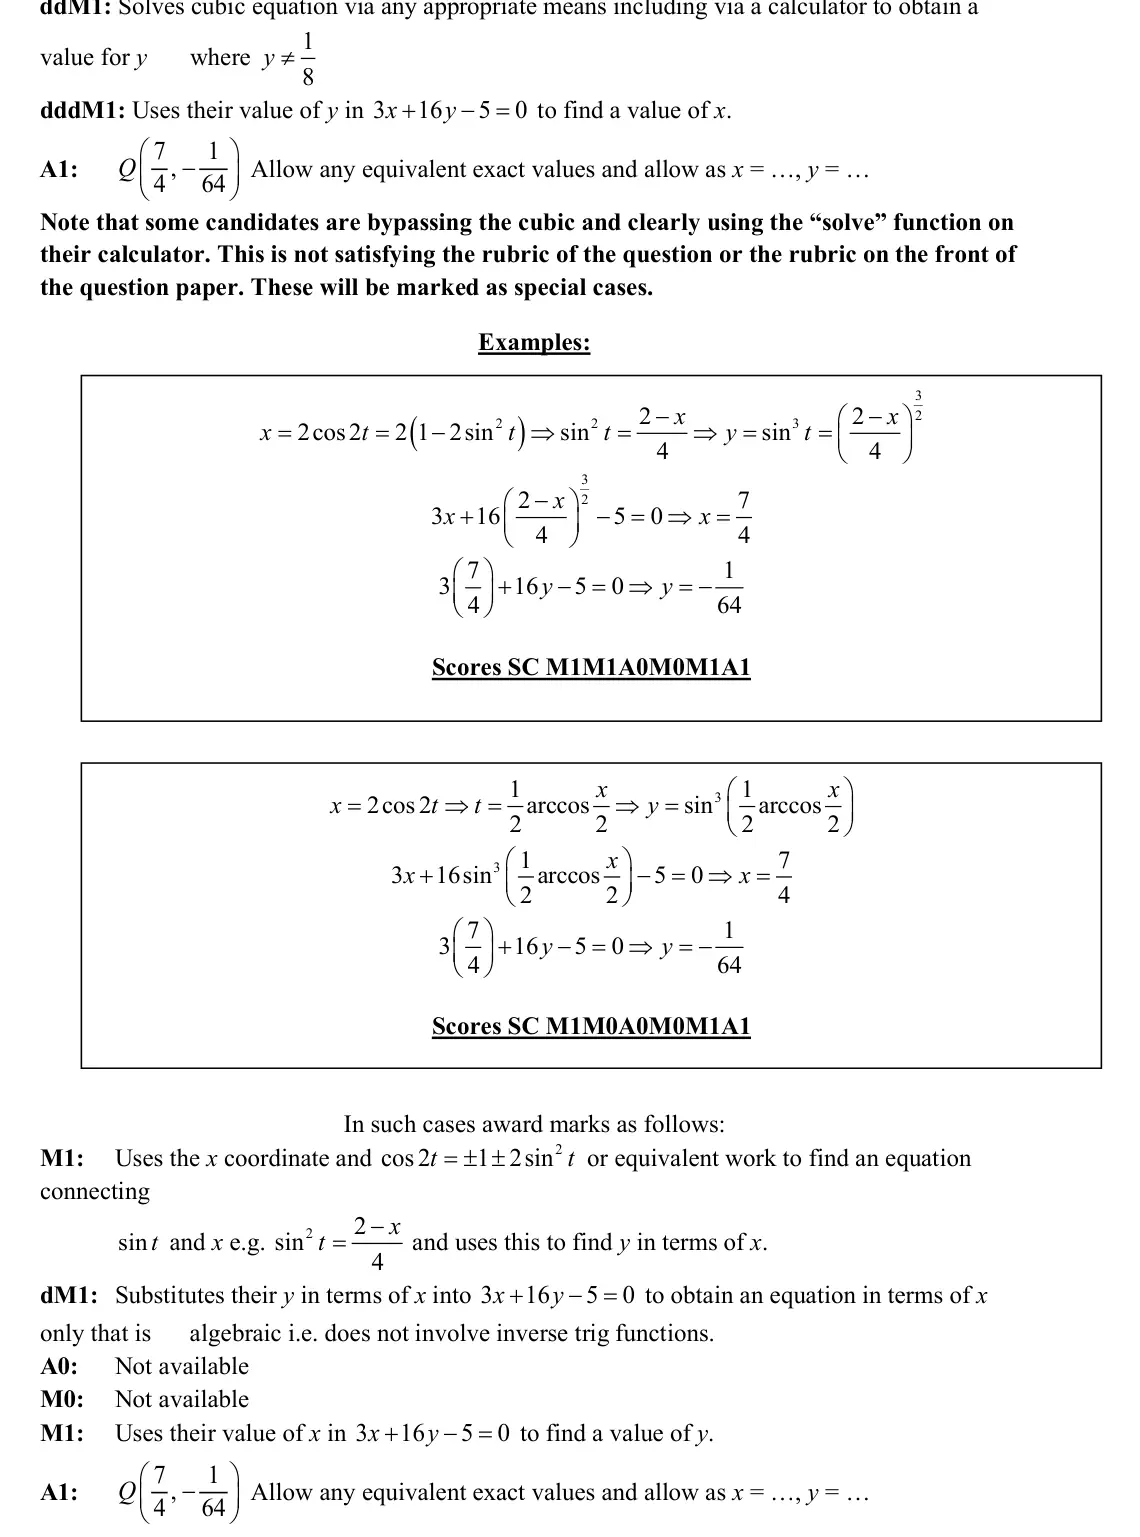 ddM1: Solves cubic equation via any appropriate means including via a calculator to obtain a
value for y where y ≠ 1/8
dddM1: Uses their value of y in 3x + 16y − 5 = 0 to find a value of x.
A1: Q(7/4, −1/64) Allow any equivalent exact values and allow as x = …, y = …
Note that some candidates are bypassing the cubic and clearly using the “solve” function on
their calculator. This is not satisfying the rubric of the question or the rubric on the front of
the question paper. These will be marked as special cases.
Examples:
x = 2cos2t = 2(1 − 2sin² t) ⇒ sin² t = (2 − x)/4 ⇒ y = sin³ t = ((2 − x)/4)^(3/2)
3x + 16((2 − x)/4)^(3/2) − 5 = 0 ⇒ x = 7/4
3(7/4) + 16y − 5 = 0 ⇒ y = −1/64
Scores SC M1M1A0M0M1A1
x = 2cos2t ⇒ t = 1/2 arccos x/2 ⇒ y = sin³(1/2 arccos x/2)
3x + 16sin³(1/2 arccos x/2) − 5 = 0 ⇒ x = 7/4
3(7/4) + 16y − 5 = 0 ⇒ y = −1/64
Scores SC M1M0A0M0M1A1
In such cases award marks as follows:
M1: Uses the x coordinate and cos2t = ±1 ± 2sin² t or equivalent work to find an equation
connecting
sin t and x e.g. sin² t = (2 − x)/4 and uses this to find y in terms of x.
dM1: Substitutes their y in terms of x into 3x + 16y − 5 = 0 to obtain an equation in terms of x
only that is algebraic i.e. does not involve inverse trig functions.
A0: Not available
M0: Not available
M1: Uses their value of x in 3x + 16y − 5 = 0 to find a value of y.
A1: Q(7/4, −1/64) Allow any equivalent exact values and allow as x = …, y = …